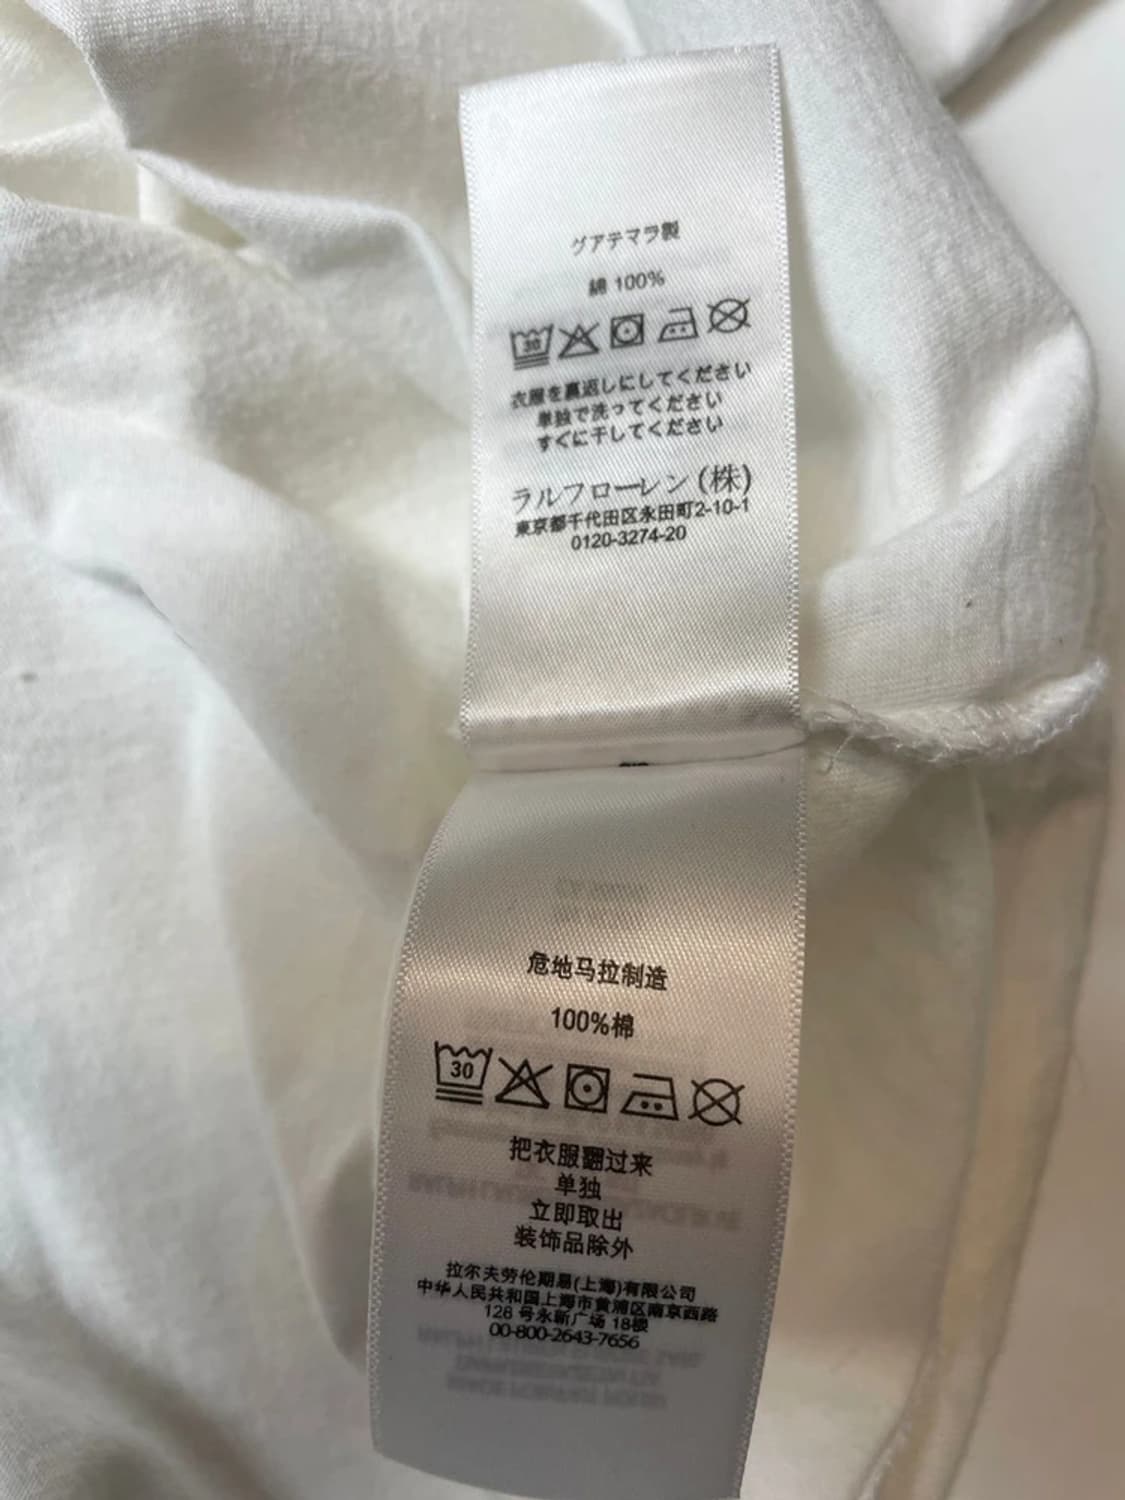 グアテマラ製
綿 100%
30
衣服を裏返しにしてください
単独で洗ってください
すぐに干してください
ラルフローレン(株)
東京都千代田区永田町2-10-1
0120-3274-20
危地马拉制造
100%棉
30
把衣服翻过来
单独
立即取出
装饰品除外
拉尔夫劳伦贸易(上海)有限公司
中华人民共和国上海市黄浦区南京西路
128 号永新广场 18楼
00-800-2643-7656